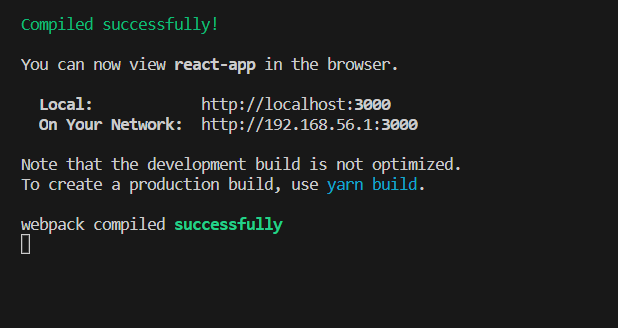 Compiled successfully!
You can now view react-app in the browser.
Local: http://localhost:3000
On Your Network: http://192.168.56.1:3000
Note that the development build is not optimized.
To create a production build, use yarn build.
webpack compiled successfully